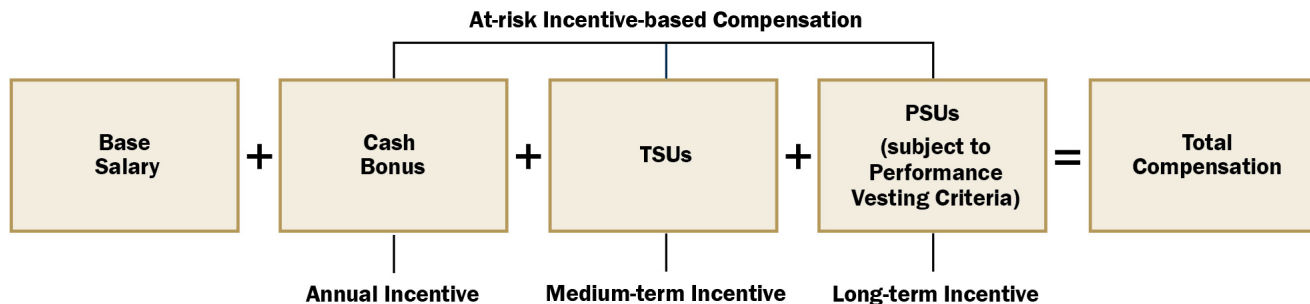 At-risk Incentive-based Compensation
Base
Salary
+
Cash
Bonus
+
TSUs
+
PSUs
(subject to
Performance
Vesting Criteria)
=
Total
Compensation
Annual Incentive
Medium-term Incentive
Long-term Incentive